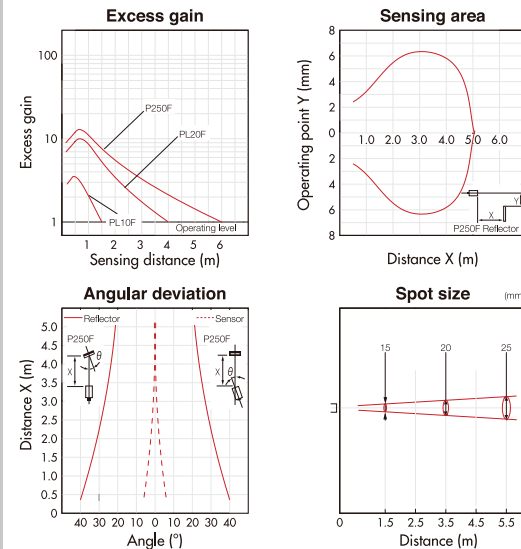 Excess gain
Excess gain
100
10
1
P250F
PL20F
PL10F
Operating level
1 2 3 4 5 6
Sensing distance (m)
Sensing area
Operating point Y (mm)
8
6
4
2
0
2
4
6
8
1.0 2.0 3.0 4.0 5.0 6.0
X
Y
P250F Reflector
Distance X (m)
Angular deviation
Distance X (m)
Reflector
Sensor
P250F
P250F
θ
X
θ
X
5.0
4.5
4.0
3.5
3.0
2.5
2.0
1.5
1.0
0.5
0
40 30 20 10 0 10 20 30 40
Angle (°)
Spot size
(mm
15
20
25
0 1.5 2.5 3.5 4.5 5.5
Distance (m)